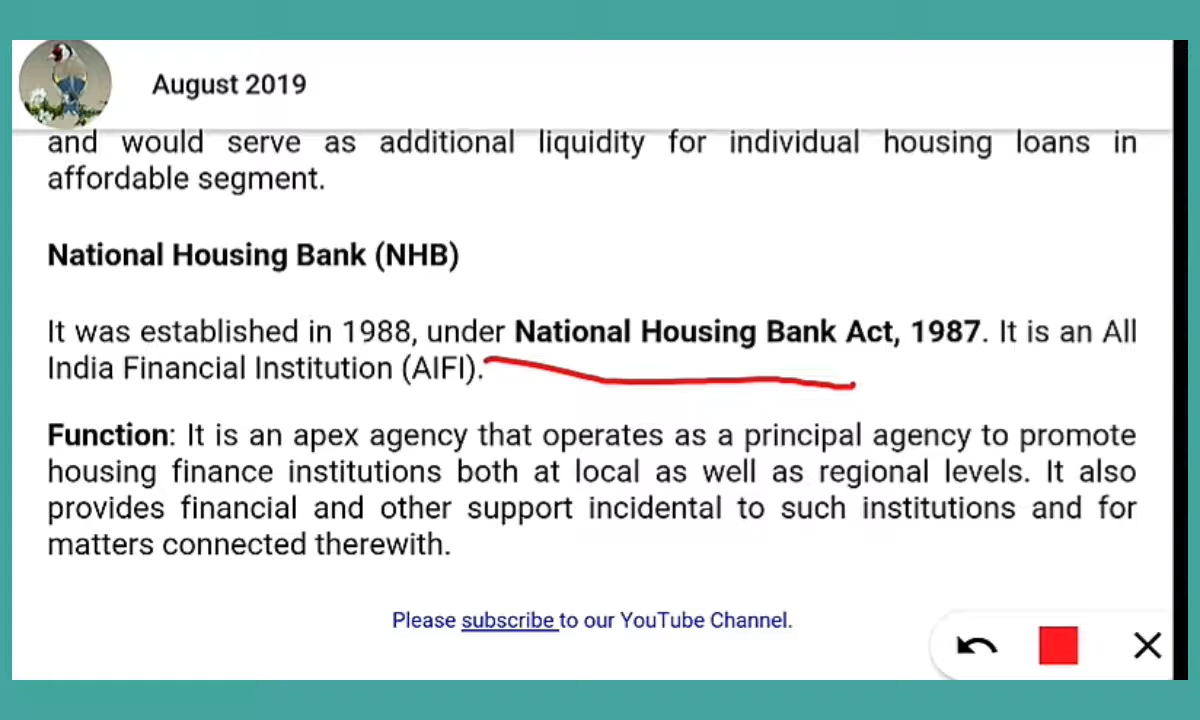 August 2019
and would serve as additional liquidity for individual housing loans in
affordable segment.
National Housing Bank (NHB)
It was established in 1988, under National Housing Bank Act, 1987. It is an All
India Financial Institution (AIFI).
Function: It is an apex agency that operates as a principal agency to promote
housing finance institutions both at local as well as regional levels. It also
provides financial and other support incidental to such institutions and for
matters connected therewith.
Please subscribe to our YouTube Channel.